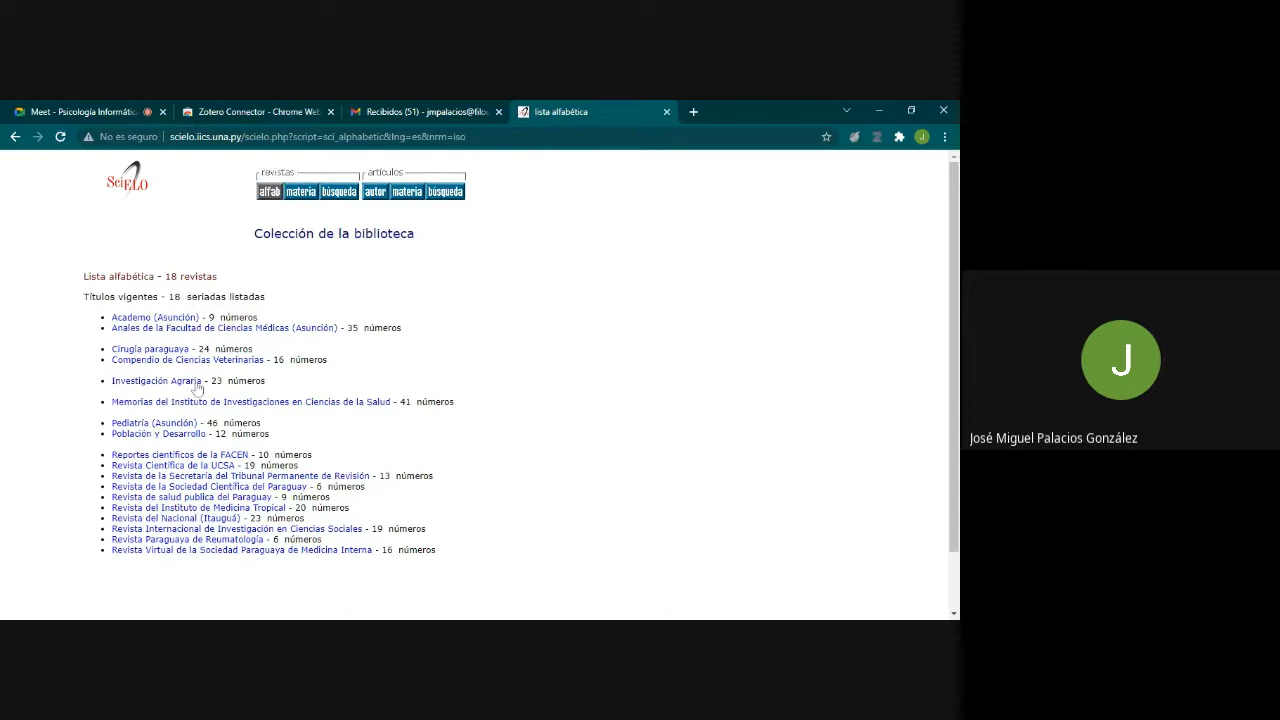 Meet - Psicología Informátic
Zotero Connector - Chrome Web
Recibidos (51) - jmpalacios@filo
lista alfabética
No es seguro
scielo.iics.una.py/scielo.php?script=sci_alphabetic&lng=es&nrm=iso
J
SciELO
revistas
artículos
alfab
materia
búsqueda
autor
materia
búsqueda
Colección de la biblioteca
Lista alfabética - 18 revistas
Títulos vigentes - 18 seriadas listadas
Academo (Asunción) - 9 números
Anales de la Facultad de Ciencias Médicas (Asunción) - 35 números
Cirugía paraguaya - 24 números
Compendio de Ciencias Veterinarias - 16 números
Investigación Agraria - 23 números
Memorias del Instituto de Investigaciones en Ciencias de la Salud - 41 números
Pediatría (Asunción) - 46 números
Población y Desarrollo - 12 números
Reportes científicos de la FACEN - 10 números
Revista Científica de la UCSA - 19 números
Revista de la Secretaría del Tribunal Permanente de Revisión - 13 números
Revista de la Sociedad Científica del Paraguay - 6 números
Revista de salud publica del Paraguay - 9 números
Revista del Instituto de Medicina Tropical - 20 números
Revista del Nacional (Itauguá) - 23 números
Revista Internacional de Investigación en Ciencias Sociales - 19 números
Revista Paraguaya de Reumatología - 6 números
Revista Virtual de la Sociedad Paraguaya de Medicina Interna - 16 números
J
José Miguel Palacios González